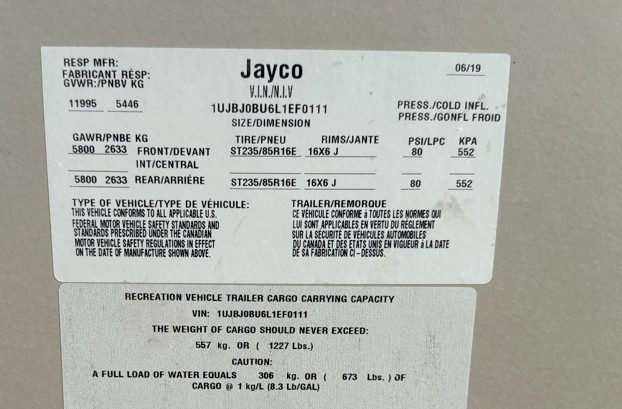 RESP MFR:
FABRICANT RÉSP:
GVWR:/PNBV KG
Jayco
06/19
V.I.N./N.I.V
11995 5446
1UJBJ0BU6L1EF0111
PRESS./COLD INFL.
SIZE/DIMENSION
PRESS./GONFL FROID
GAWR/PNBE KG TIRE/PNEU RIMS/JANTE PSI/LPC KPA
5800 2633 FRONT/DEVANT ST235/85R16E 16X6 J 80 552
INT/CENTRAL
5800 2633 REAR/ARRIÉRE ST235/85R16E 16X6 J 80 552
TYPE OF VEHICLE/TYPE DE VÉHICULE:
THIS VEHICLE CONFORMS TO ALL APPLICABLE U.S.
FEDERAL MOTOR VEHICLE SAFETY STANDARDS AND
STANDARDS PRESCRIBED UNDER THE CANADIAN
MOTOR VEHICLE SAFETY REGULATIONS IN EFFECT
ON THE DATE OF MANUFACTURE SHOWN ABOVE.
TRAILER/REMORQUE
CE VÉHICULE CONFORME á TOUTES LES NORMES QUI
LUI SONT APPLICABLES EN VERTU DU RÉGLEMENT
SUR LA SÉCURITÉ DE VÉHICULES AUTOMOBILES
DU CANADA ET DES ETATS UNIS EN VIGUEUR á LA DATE
DE SA FABRICATION CI-DESSUS.
RECREATION VEHICLE TRAILER CARGO CARRYING CAPACITY
VIN: 1UJBJ0BU6L1EF0111
THE WEIGHT OF CARGO SHOULD NEVER EXCEED:
557 kg. OR ( 1227 Lbs.)
CAUTION:
A FULL LOAD OF WATER EQUALS 306 kg. OR ( 673 Lbs. ) OF
CARGO @ 1 kg/L (8.3 Lb/GAL)